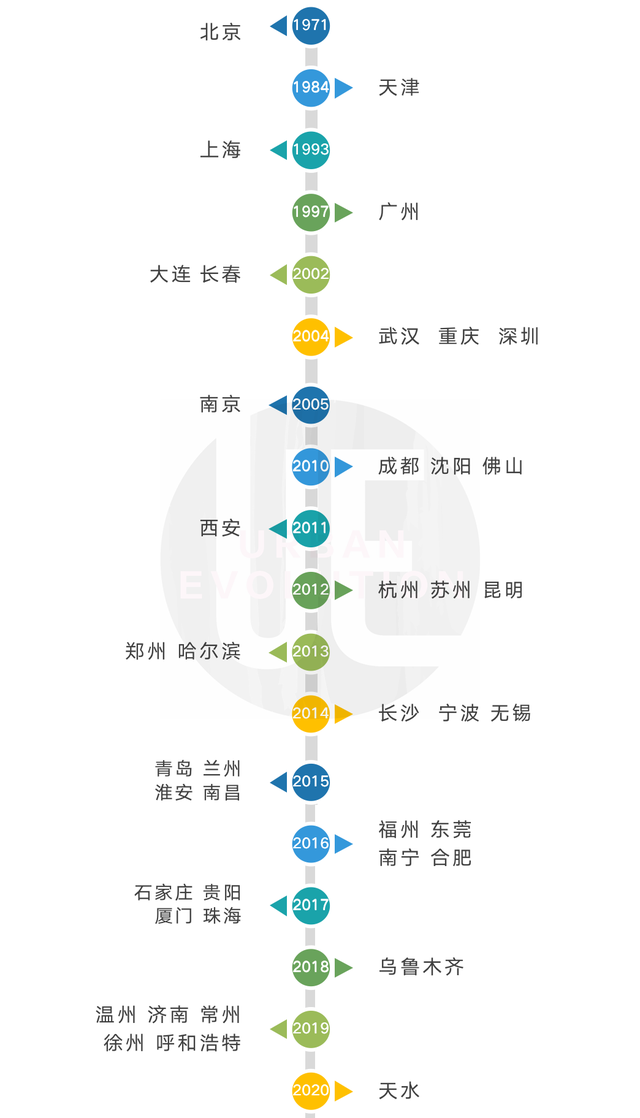 北京 1971
1984 天津
上海 1993
1997 广州
大连 长春 2002
2004 武汉 重庆 深圳
南京 2005
2010 成都 沈阳 佛山
西安 2011
URBAN
EVOLUTION
2012 杭州 苏州 昆明
郑州 哈尔滨 2013
2014 长沙 宁波 无锡
青岛 兰州
淮安 南昌
2015
2016
福州 东莞
南宁 合肥
石家庄 贵阳
厦门 珠海
2017
2018 乌鲁木齐
温州 济南 常州
徐州 呼和浩特
2019
2020 天水